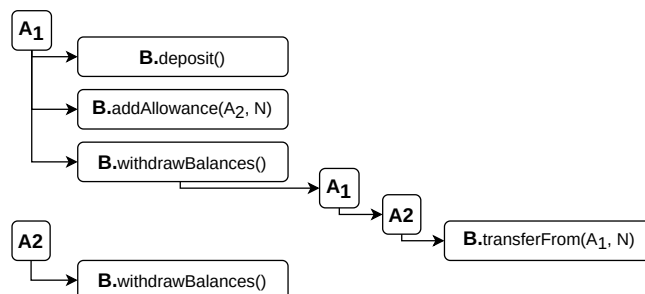 A1
B.deposit()
B.addAllowance(A2, N)
B.withdrawBalances()
A1
A2
B.transferFrom(A1, N)
A2
B.withdrawBalances()